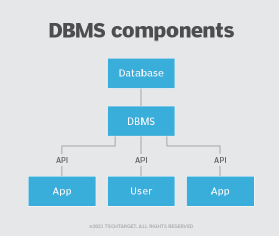 DBMS components
Database
DBMS
API API API
App User App
©2021 TECHTARGET. ALL RIGHTS RESERVED